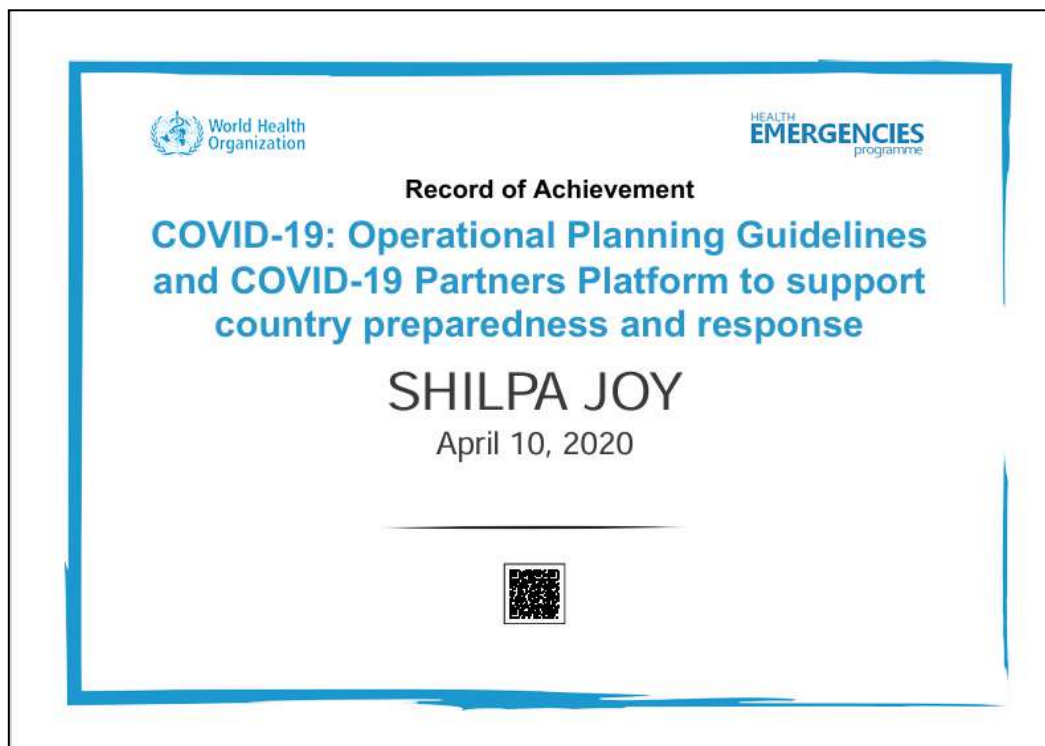 World Health
Organization
HEALTH
EMERGENCIES
programme
Record of Achievement
COVID-19: Operational Planning Guidelines
and COVID-19 Partners Platform to support
country preparedness and response
SHILPA JOY
April 10, 2020